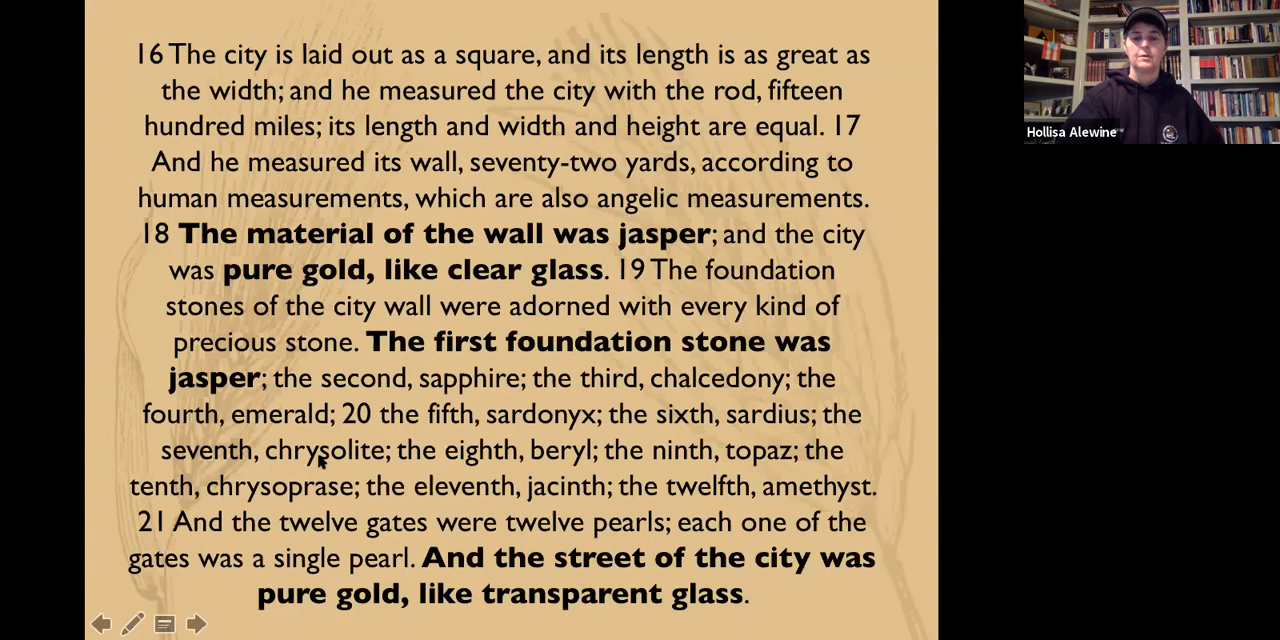 16 The city is laid out as a square, and its length is as great as
the width; and he measured the city with the rod, fifteen
hundred miles; its length and width and height are equal. 17
And he measured its wall, seventy-two yards, according to
human measurements, which are also angelic measurements.
18 The material of the wall was jasper; and the city
was pure gold, like clear glass. 19 The foundation
stones of the city wall were adorned with every kind of
precious stone. The first foundation stone was
jasper; the second, sapphire; the third, chalcedony; the
fourth, emerald; 20 the fifth, sardonyx; the sixth, sardius; the
seventh, chrysolite; the eighth, beryl; the ninth, topaz; the
tenth, chrysoprase; the eleventh, jacinth; the twelfth, amethyst.
21 And the twelve gates were twelve pearls; each one of the
gates was a single pearl. And the street of the city was
pure gold, like transparent glass.
Hollisa Alewine